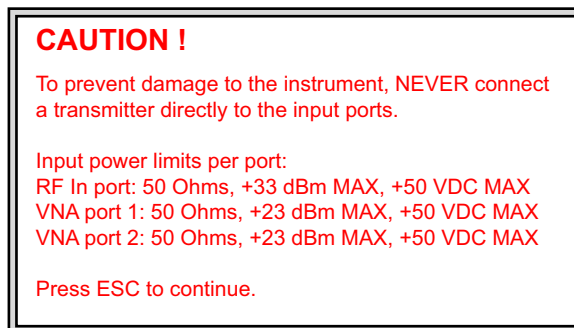 CAUTION !
To prevent damage to the instrument, NEVER connect
a transmitter directly to the input ports.
Input power limits per port:
RF In port: 50 Ohms, +33 dBm MAX, +50 VDC MAX
VNA port 1: 50 Ohms, +23 dBm MAX, +50 VDC MAX
VNA port 2: 50 Ohms, +23 dBm MAX, +50 VDC MAX
Press ESC to continue.